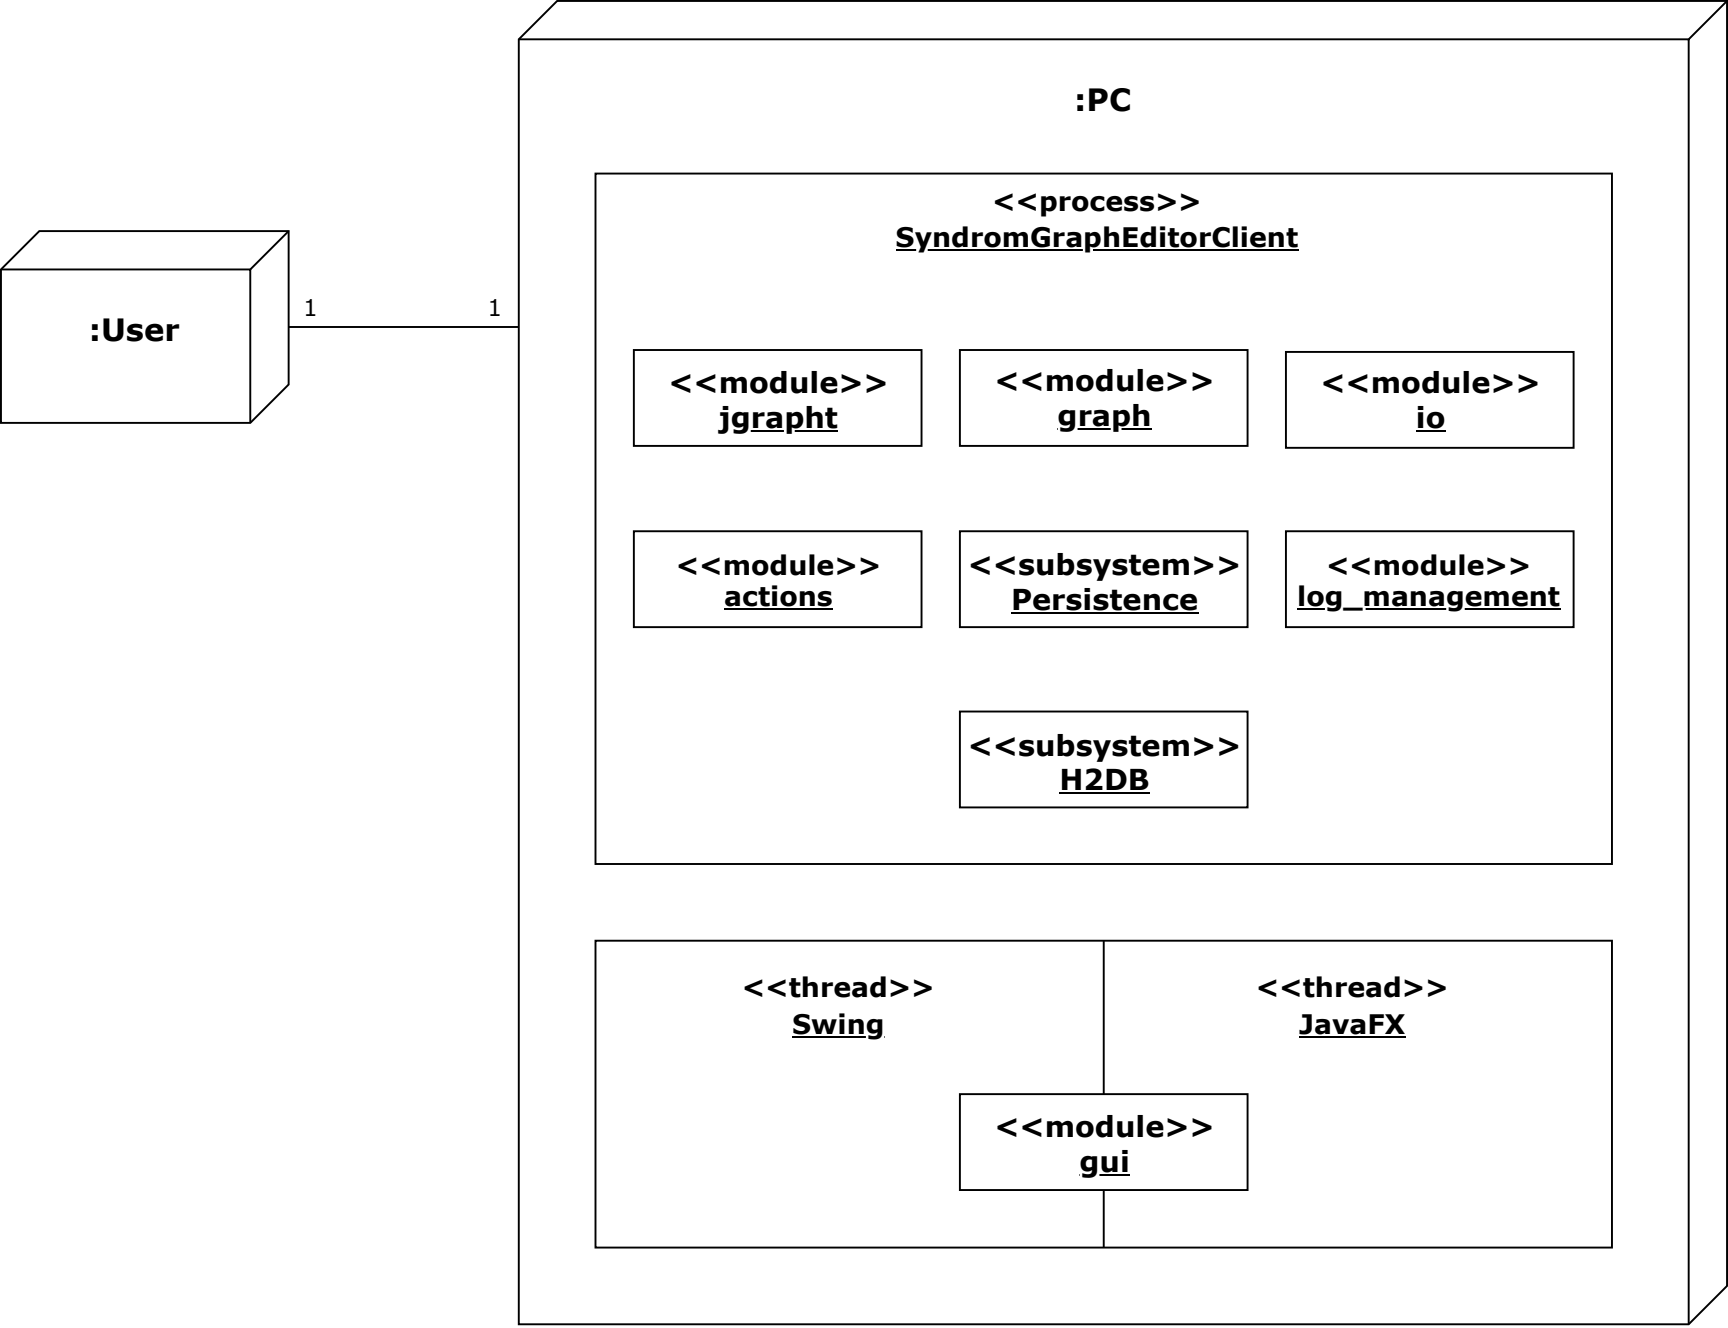 :PC
<<process>>
SyndromGraphEditorClient
:User
1
1
<<module>>
jgrapht
<<module>>
graph
<<module>>
io
<<module>>
actions
<<subsystem>>
Persistence
<<module>>
log_management
<<subsystem>>
H2DB
<<thread>>
Swing
<<thread>>
JavaFX
<<module>>
gui